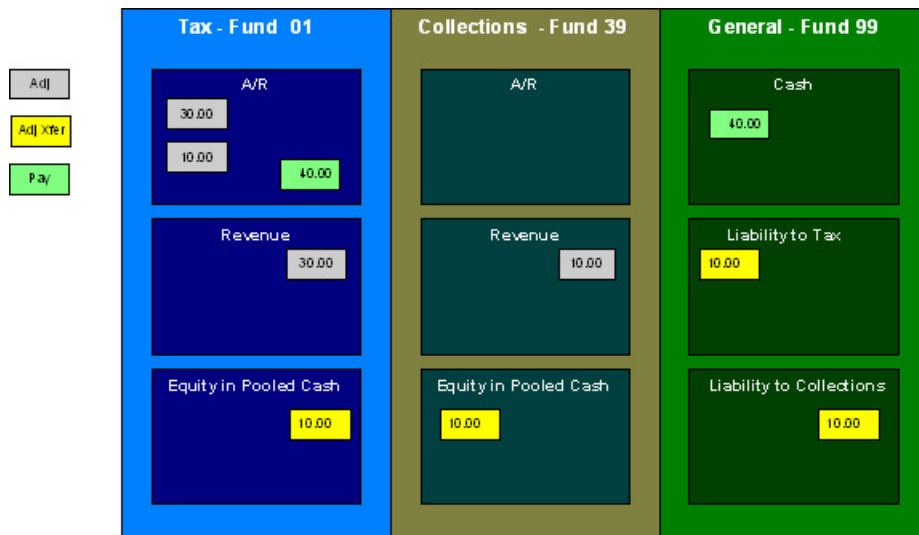 Tax - Fund 01
Collections - Fund 39
General - Fund 99
Adj
Adj Xfer
Pay
A/R
30.00
10.00
40.00
A/R
Cash
40.00
Revenue
30.00
Revenue
10.00
Liability to Tax
10.00
Equity in Pooled Cash
10.00
Equity in Pooled Cash
10.00
Liability to Collections
10.00